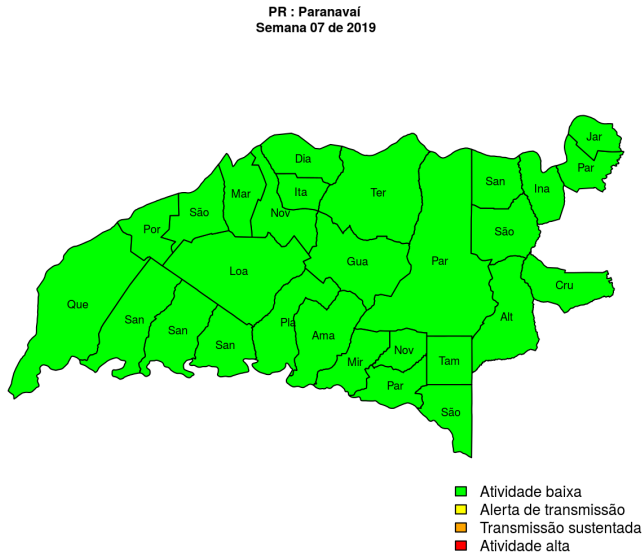 PR : Paranavaí
Semana 07 de 2019
Jar
Dia
Par
Ita
Mar
Ter
San
Ina
São
Nov
Por
São
Loa
Gua
Par
Cru
Que
San
San
Pla
Ama
Alt
San
Nov
Mir
Tam
Par
São
Atividade baixa
Alerta de transmissão
Transmissão sustentada
Atividade alta